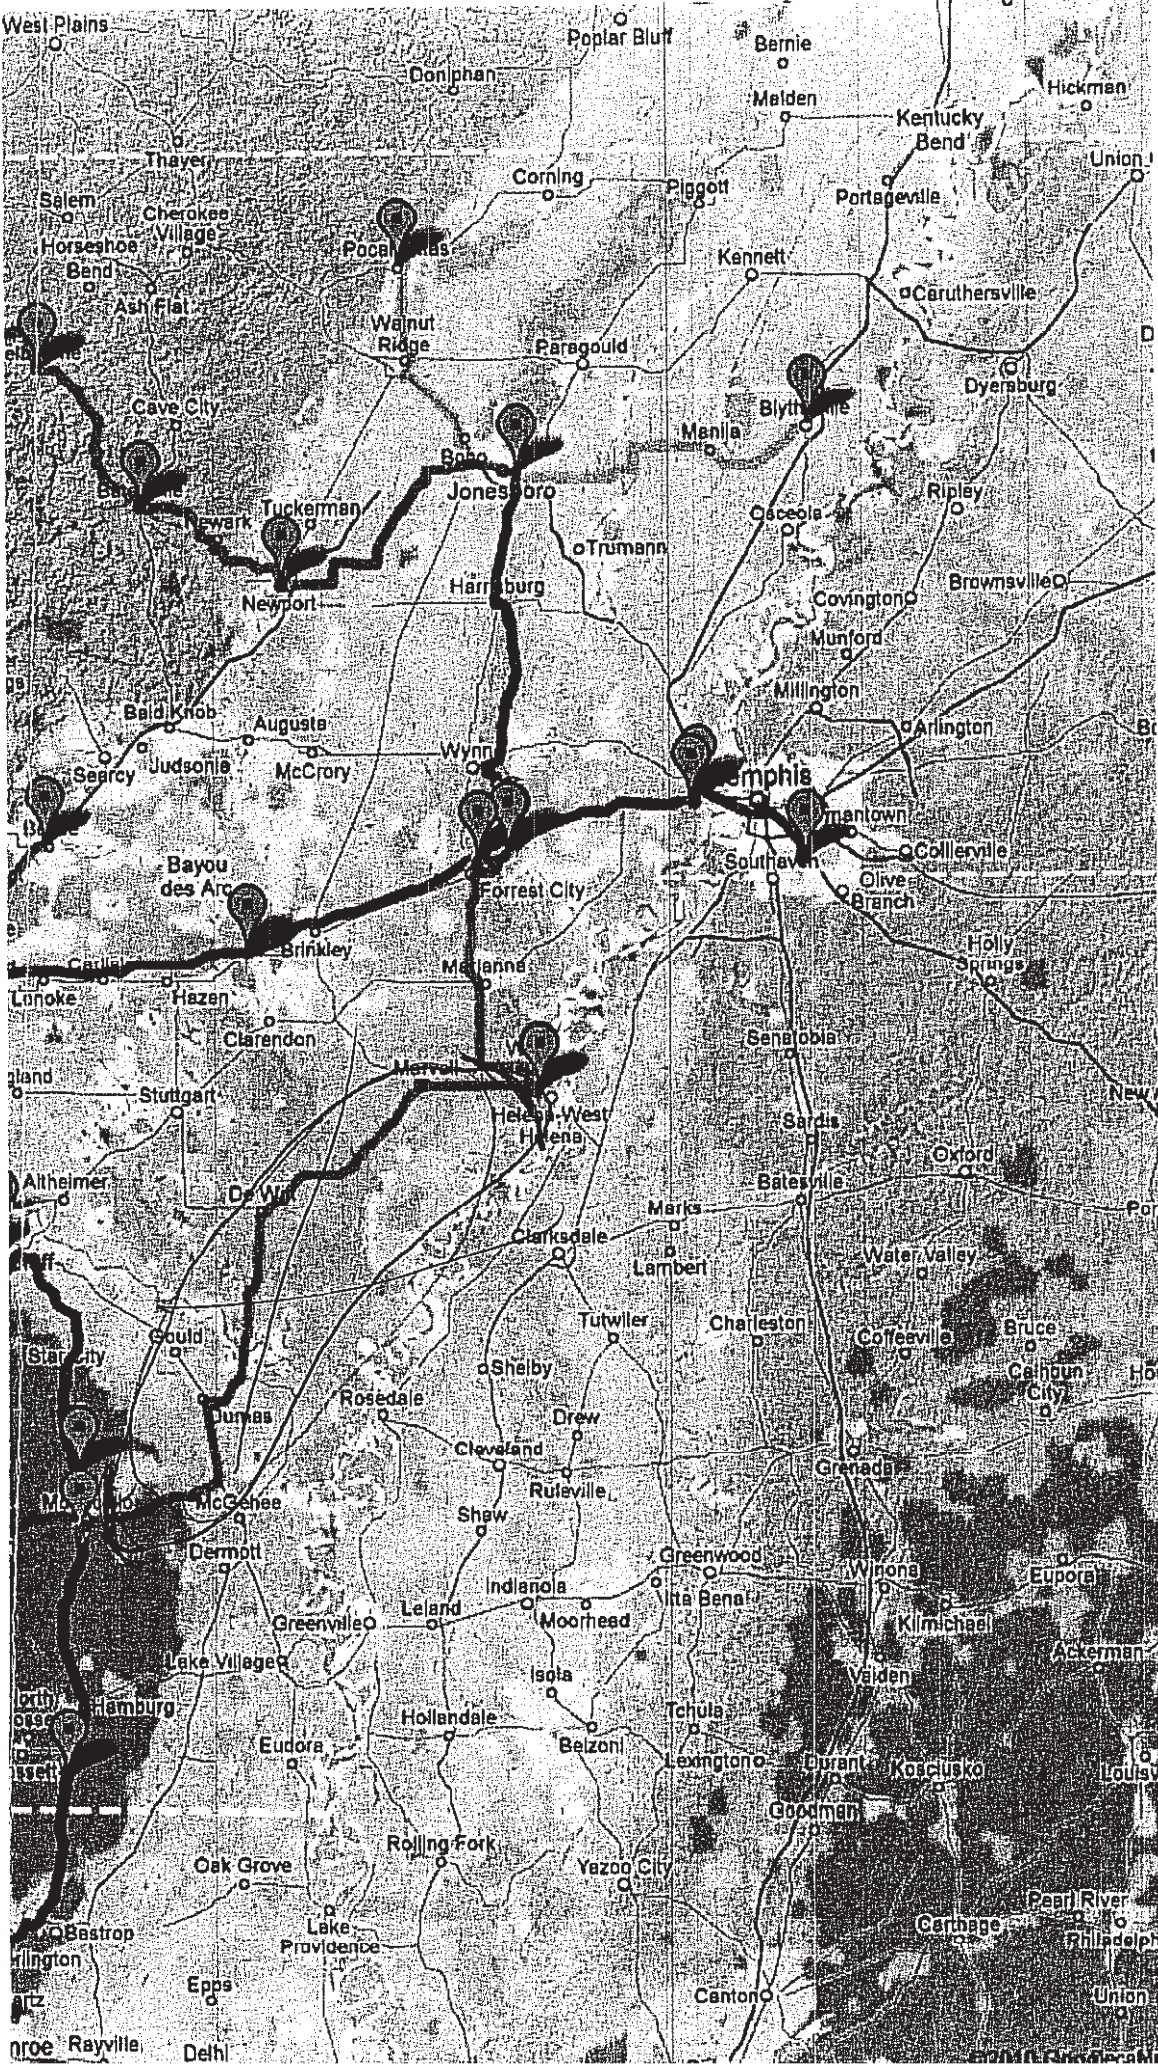 West Plains
Poplar Bluff
Bernie
Doniphan
Malden
Hickman
Kentucky
Bend
Thayer
Union
Corning
Piggott
Portageville
Salem
Cherokee
Village
Horseshoe
Bend
Kennett
Ash Flat
Caruthersville
Walnut
Ridge
Paragould
Dyersburg
Cave City
Manila
Jonesboro
Ripley
Tuckerman
Newark
Osceola
Trumann
Harrisburg
Brownsville
Newport
Covington
Munford
Millington
Bald Knob
Augusta
Arlington
Judsonia
McCrory
Wynn
Searcy
mphis
mantown
Bayou
des Arc
Southaven
Collierville
Forrest City
Olive
Branch
Brinkley
Holly
Springs
Marianna
Lonoke
Hazen
Clarendon
Senatobia
gland
Marvell
Stuttgart
New
Helena-West
Helena
Sardis
Oxford
Altheimer
De Witt
Batesville
Marks
Clarksdale
Lambert
Water Valley
Gould
Tutwiler
Charleston
Coffeeville
Bruce
Star City
Shelby
Calhoun
City
Rosedale
Dumas
Drew
Cleveland
Grenada
Ruleville
McGehee
Shaw
Dermott
Greenwood
Winona
Eupora
Indianola
Itta Bena
Leland
Moorhead
Greenville
Kilmichael
Lake Village
Ackerman
Isola
Vaiden
Hamburg
Tchula
Hollandale
Eudora
Belzoni
Lexington
Durant
Kosciusko
Goodman
Rolling Fork
Oak Grove
Yazoo City
Pearl River
Carthage
Bastrop
Lake
Providence
Epps
Canton
Union
nroe
Rayville
Delhi